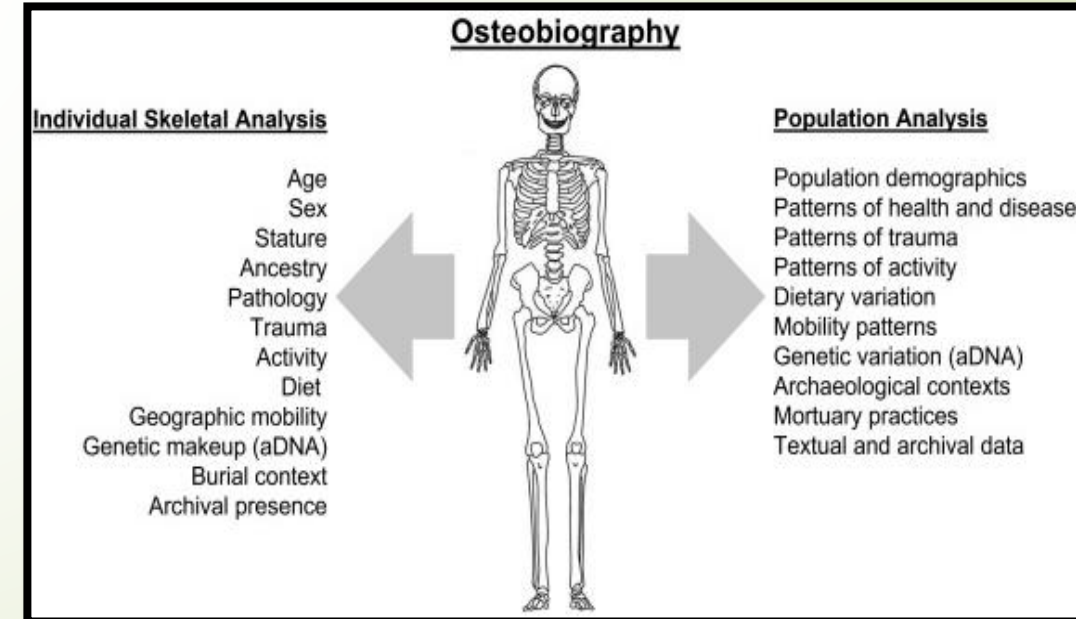 Osteobiography
Individual Skeletal Analysis
Age
Sex
Stature
Ancestry
Pathology
Trauma
Activity
Diet
Geographic mobility
Genetic makeup (aDNA)
Burial context
Archival presence
Population Analysis
Population demographics
Patterns of health and disease
Patterns of trauma
Patterns of activity
Dietary variation
Mobility patterns
Genetic variation (aDNA)
Archaeological contexts
Mortuary practices
Textual and archival data